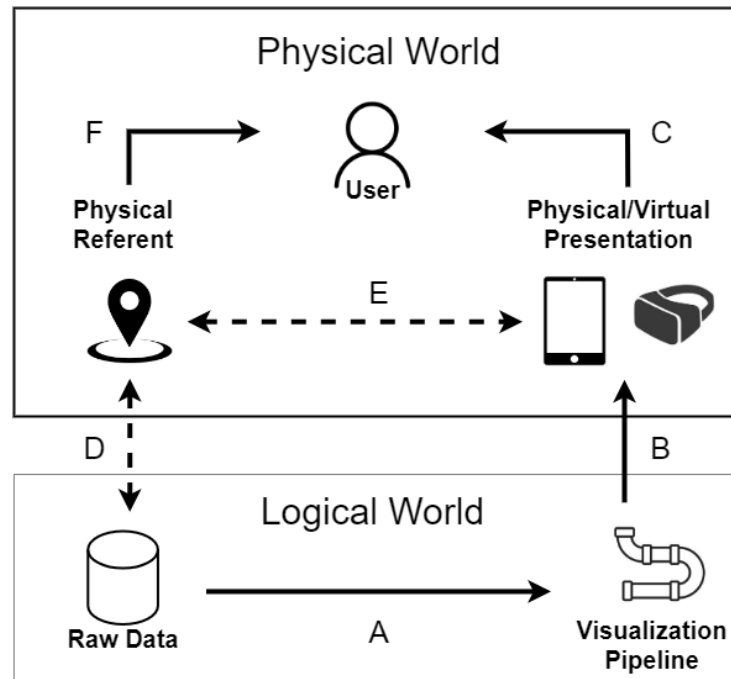 Physical World
F
C
User
Physical
Referent
Physical/Virtual
Presentation
E
D
B
Logical World
Raw Data
A
Visualization
Pipeline